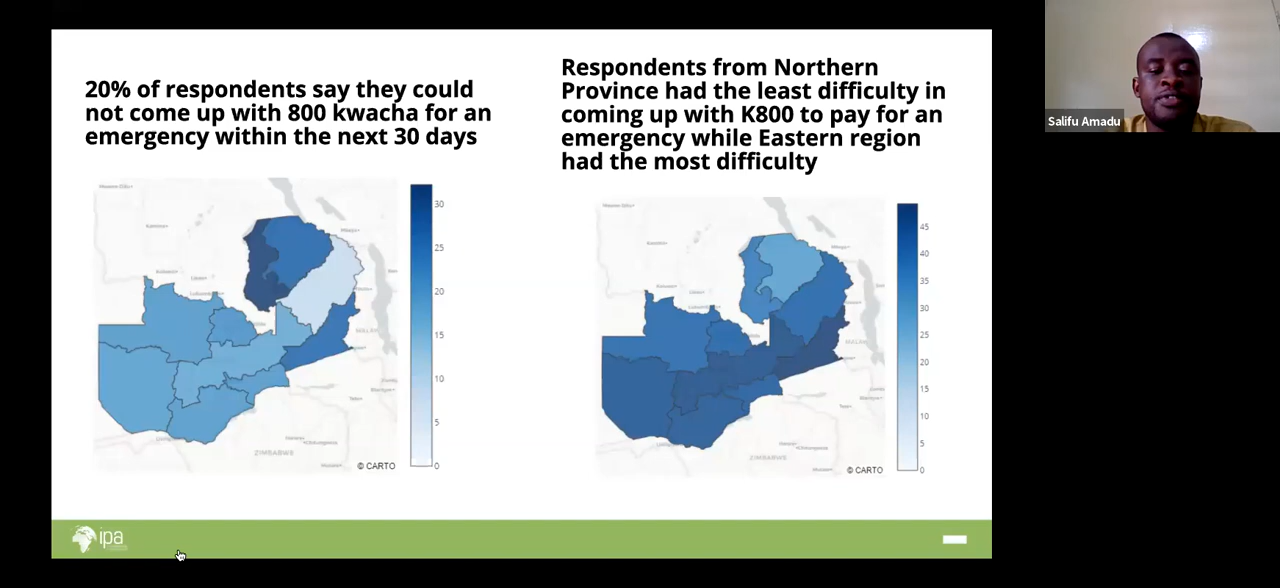 20% of respondents say they could
not come up with 800 kwacha for an
emergency within the next 30 days
Respondents from Northern
Province had the least difficulty in
coming up with K800 to pay for an
emergency while Eastern region
had the most difficulty
Salifu Amadu
30
25
20
15
10
5
0
ZIMBABWE
© CARTO
45
40
35
30
25
20
15
10
5
0
ZIMBABWE
© CARTO
ipa